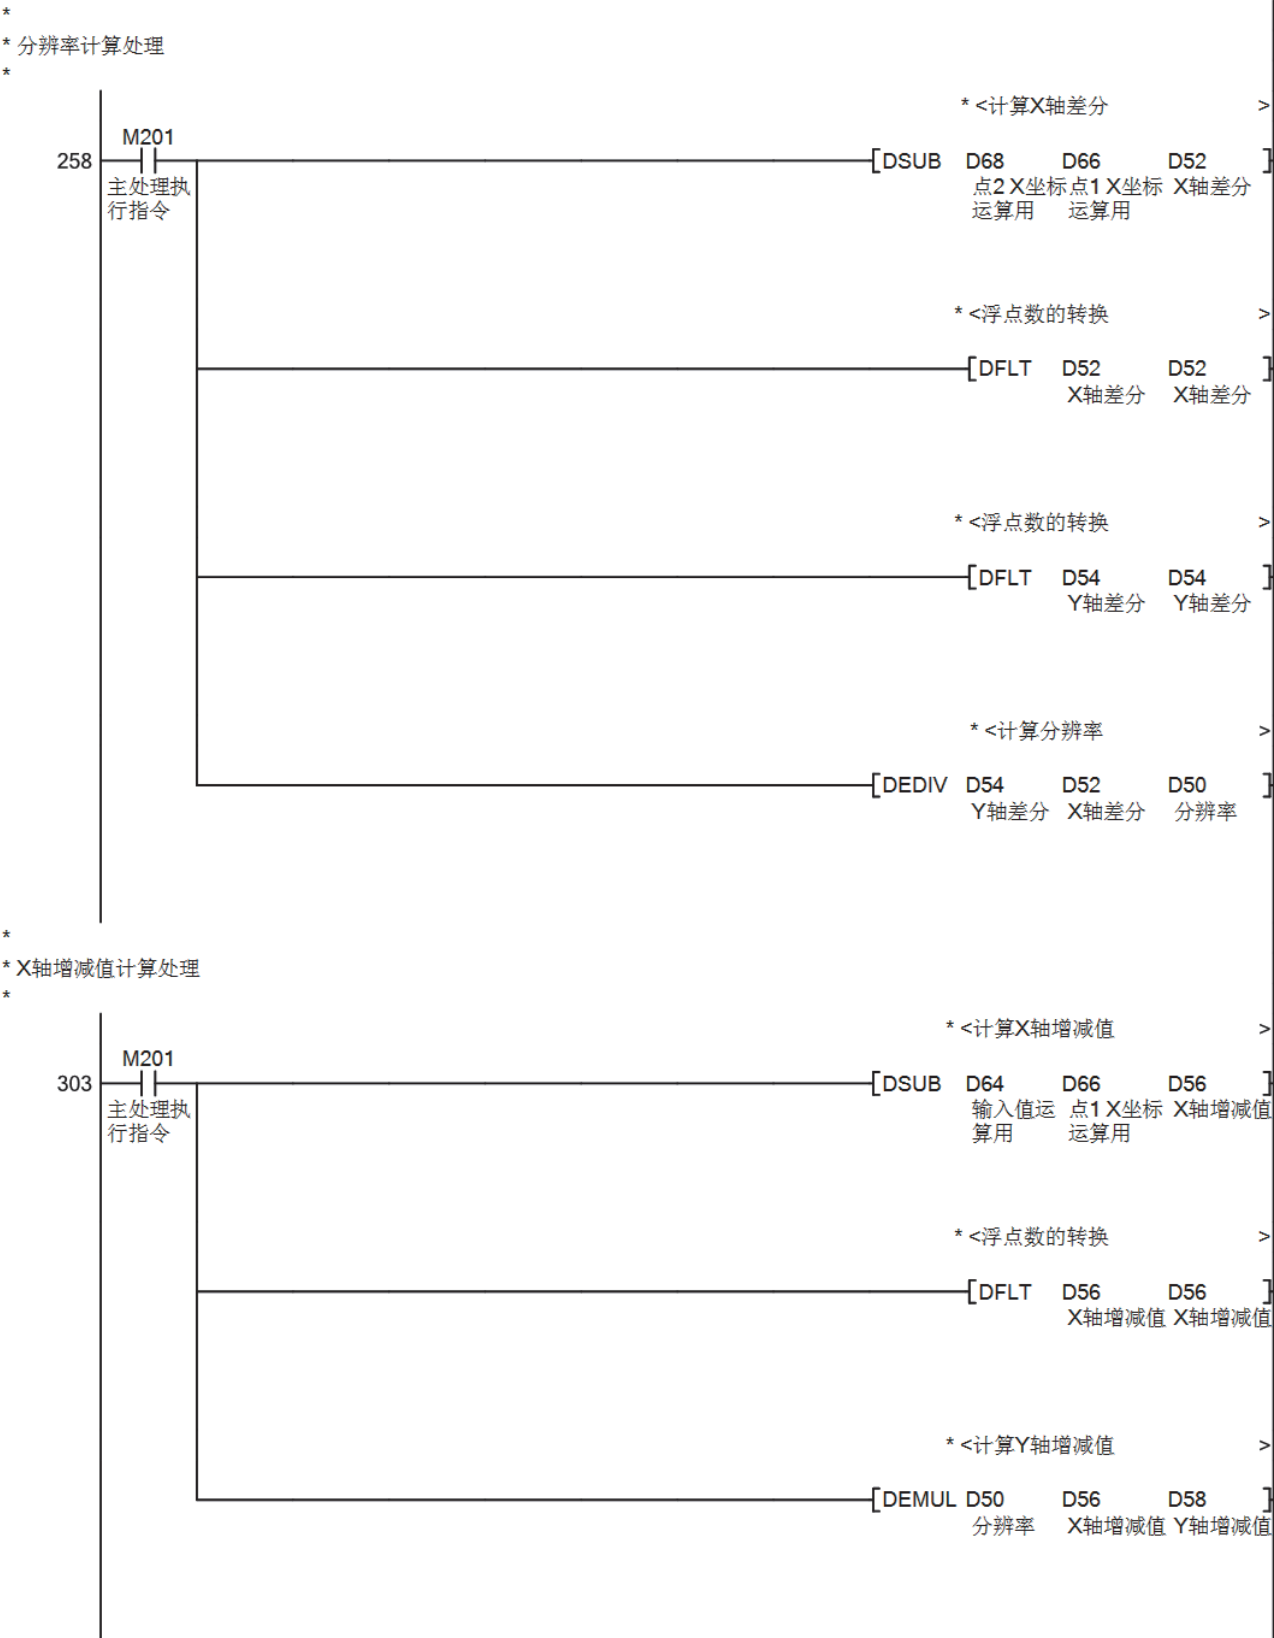 *
* 分辨率计算处理
*
* <计算X轴差分 >
M201
258 [DSUB D68 D66 D52 ]
主处理执 点2 X坐标 点1 X坐标 X轴差分
行指令 运算用 运算用
* <浮点数的转换 >
[DFLT D52 D52 ]
X轴差分 X轴差分
* <浮点数的转换 >
[DFLT D54 D54 ]
Y轴差分 Y轴差分
* <计算分辨率 >
[DEDIV D54 D52 D50 ]
Y轴差分 X轴差分 分辨率
*
* X轴增减值计算处理
*
* <计算X轴增减值 >
M201
303 [DSUB D64 D66 D56 ]
主处理执 输入值运 点1 X坐标 X轴增减值
行指令 算用 运算用
* <浮点数的转换 >
[DFLT D56 D56 ]
X轴增减值 X轴增减值
* <计算Y轴增减值 >
[DEMUL D50 D56 D58 ]
分辨率 X轴增减值 Y轴增减值